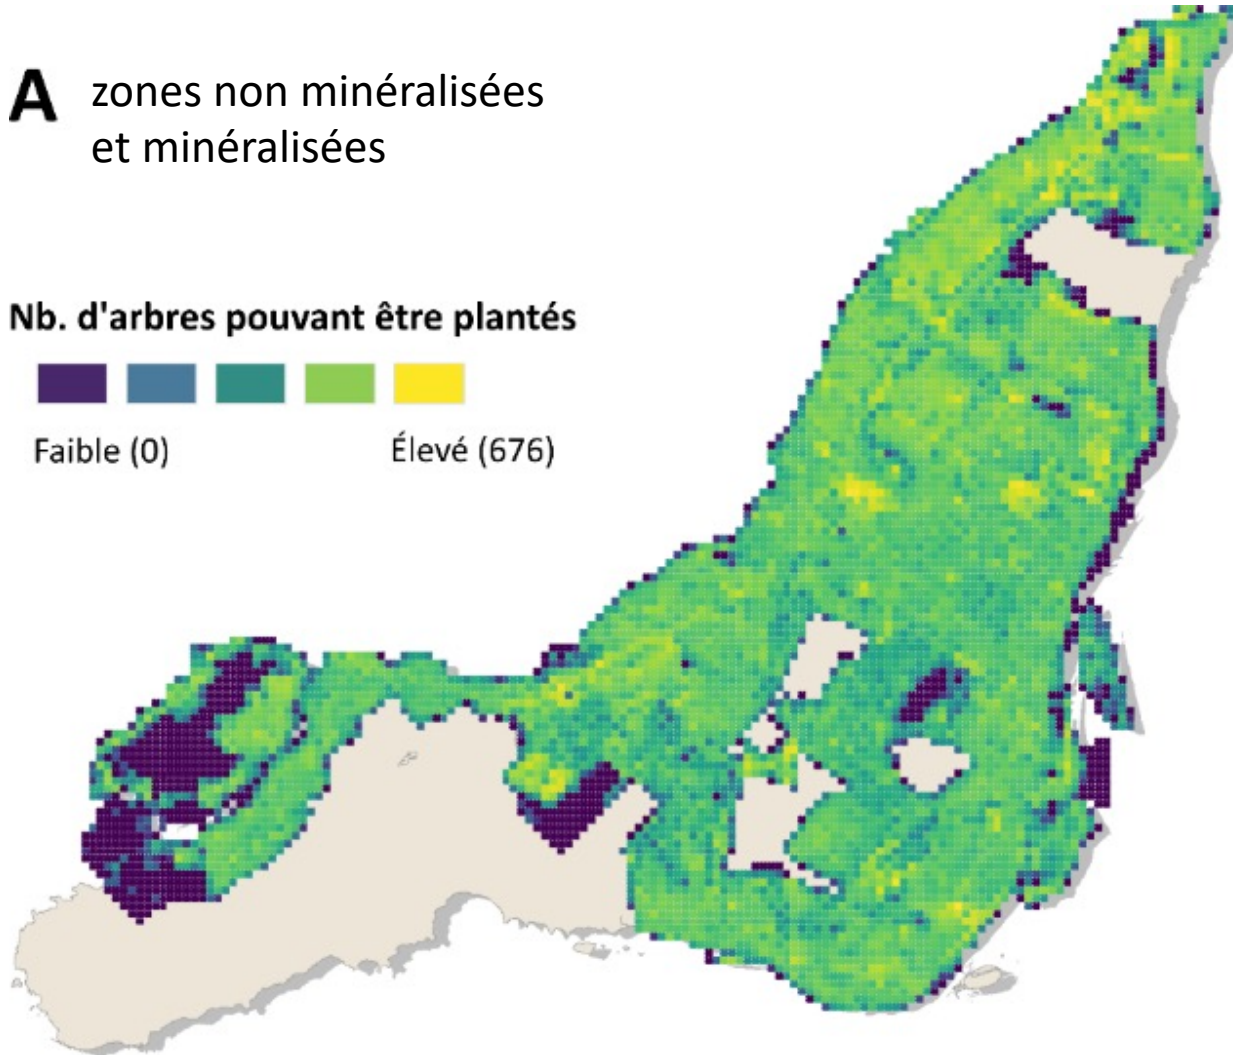 A zones non minéralisées
et minéralisées
Nb. d'arbres pouvant être plantés
Faible (0) Élevé (676)